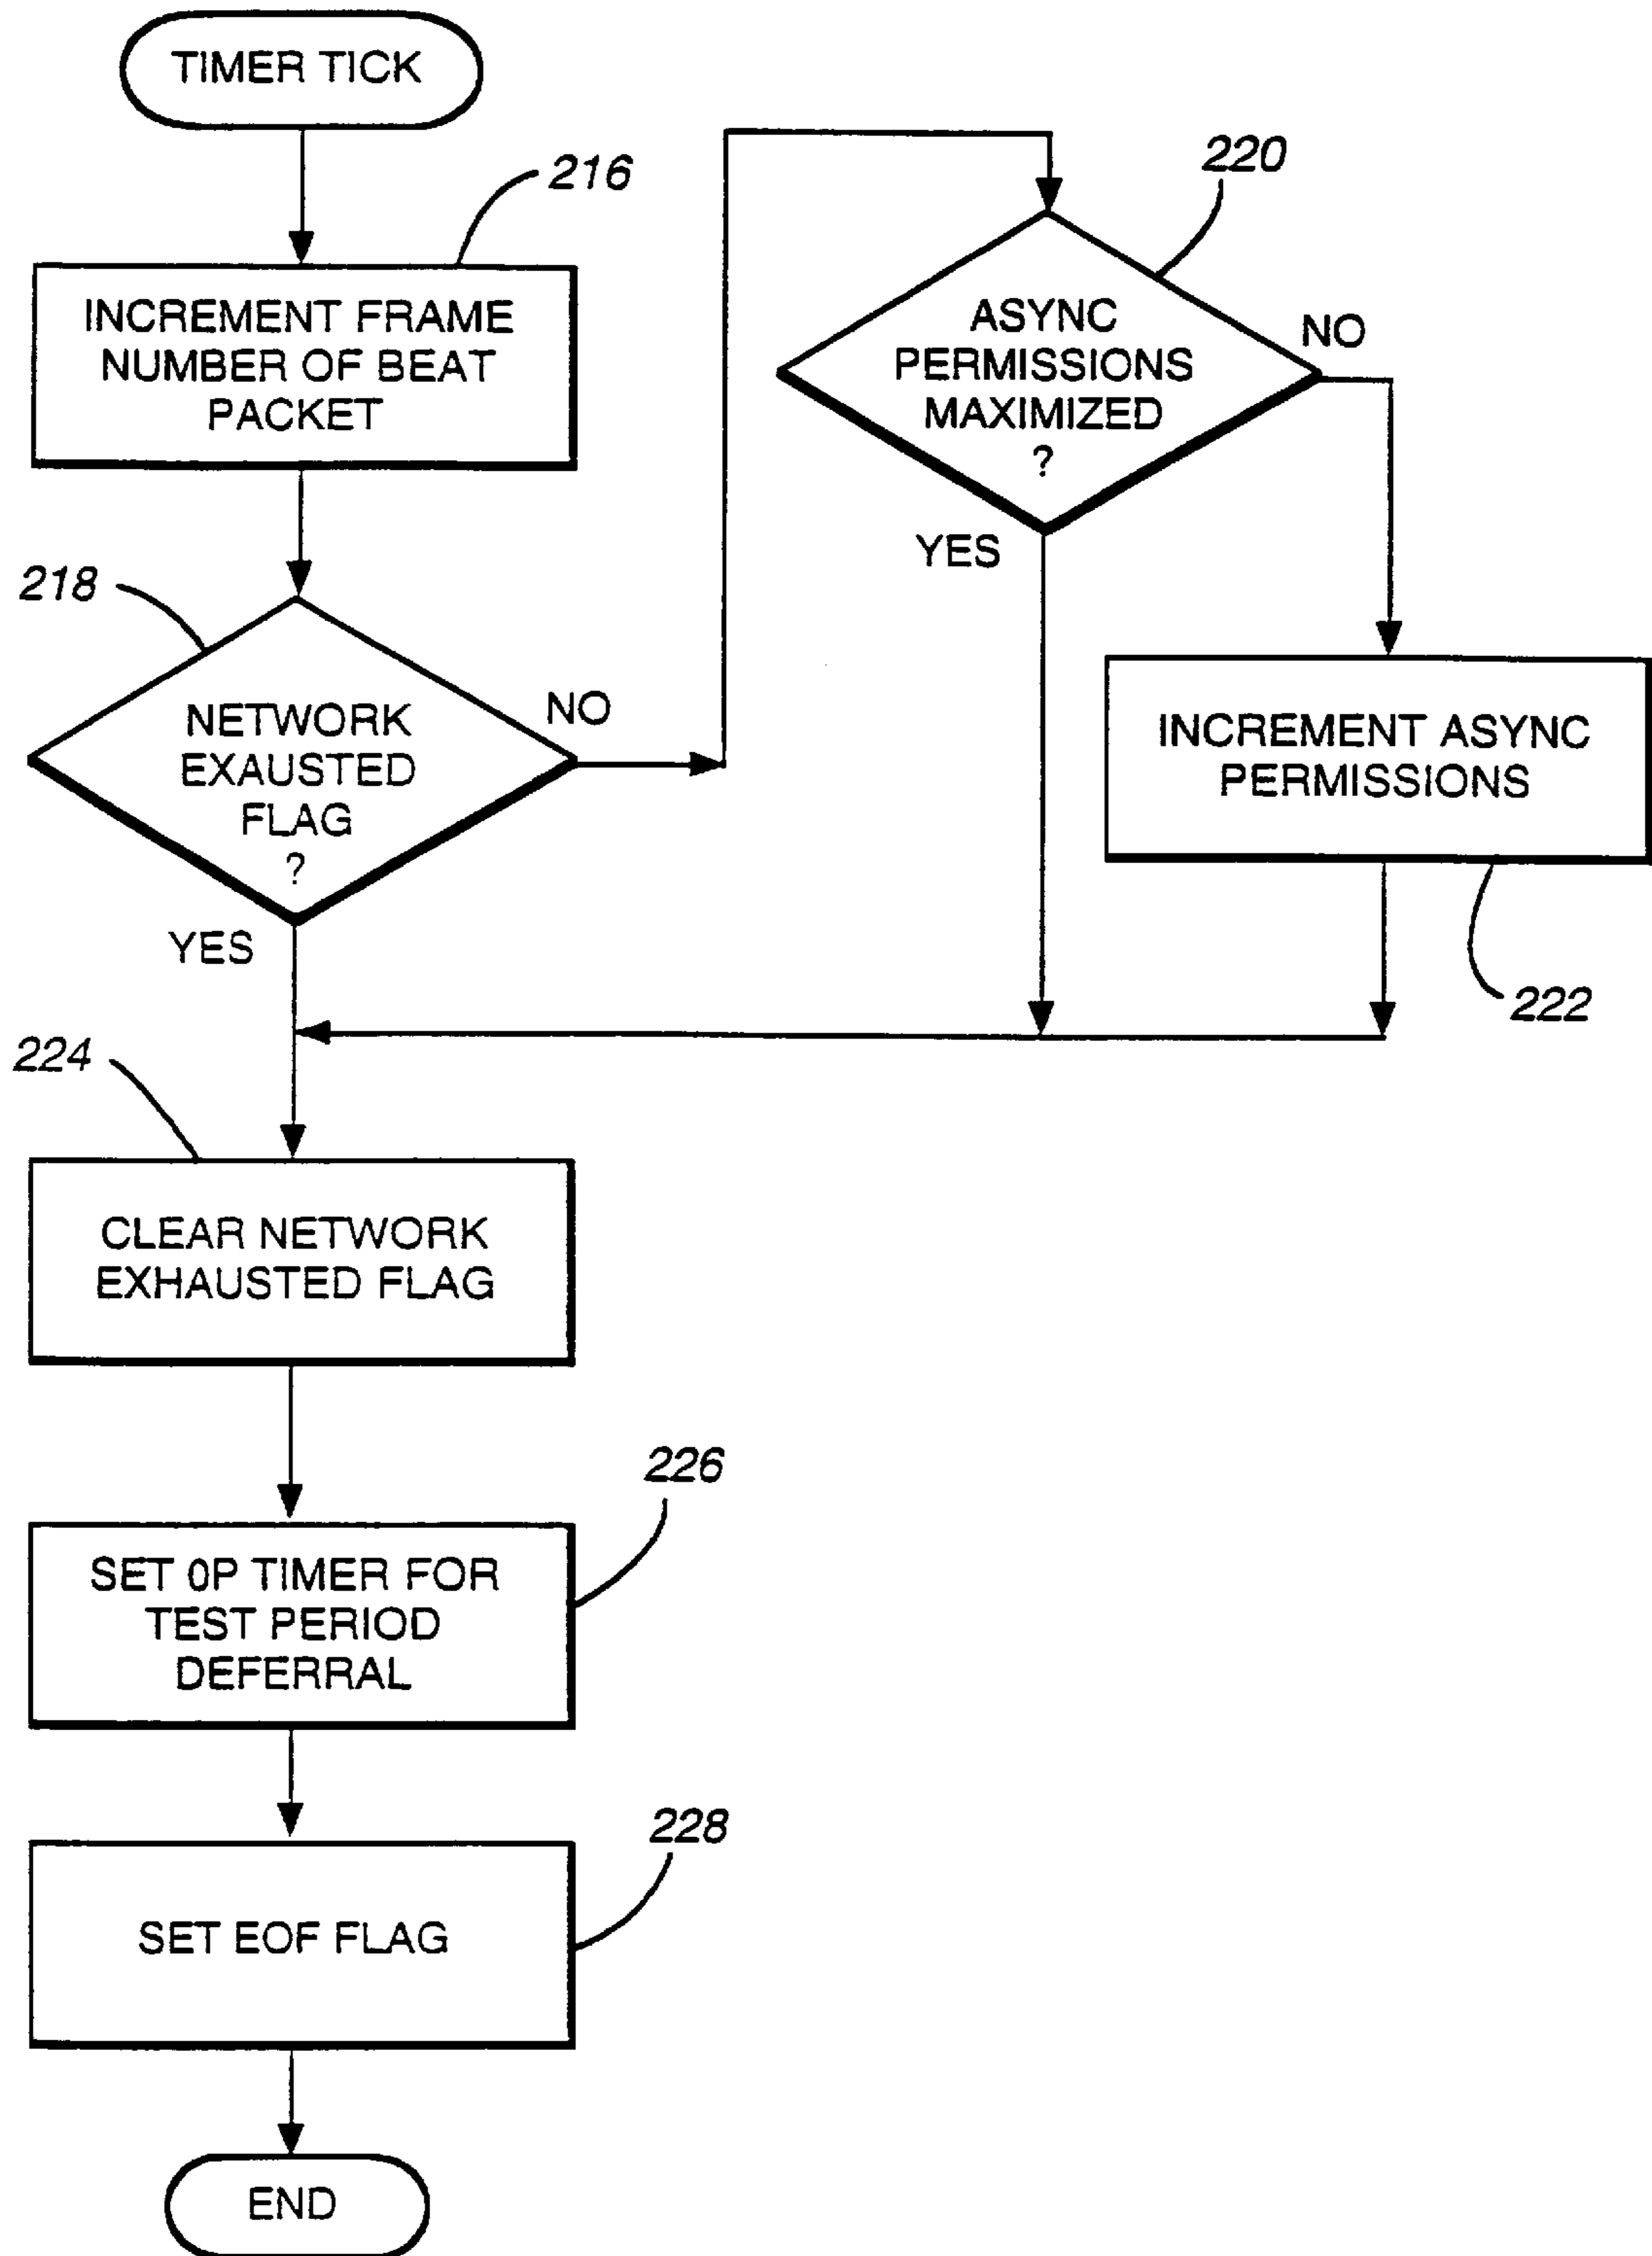 TIMER TICK
216
INCREMENT FRAME
NUMBER OF BEAT
PACKET
218
NETWORK
EXAUSTED
FLAG
?
NO
YES
220
ASYNC
PERMISSIONS
MAXIMIZED
?
NO
YES
INCREMENT ASYNC
PERMISSIONS
222
224
CLEAR NETWORK
EXHAUSTED FLAG
226
SET 0P TIMER FOR
TEST PERIOD
DEFERRAL
228
SET EOF FLAG
END